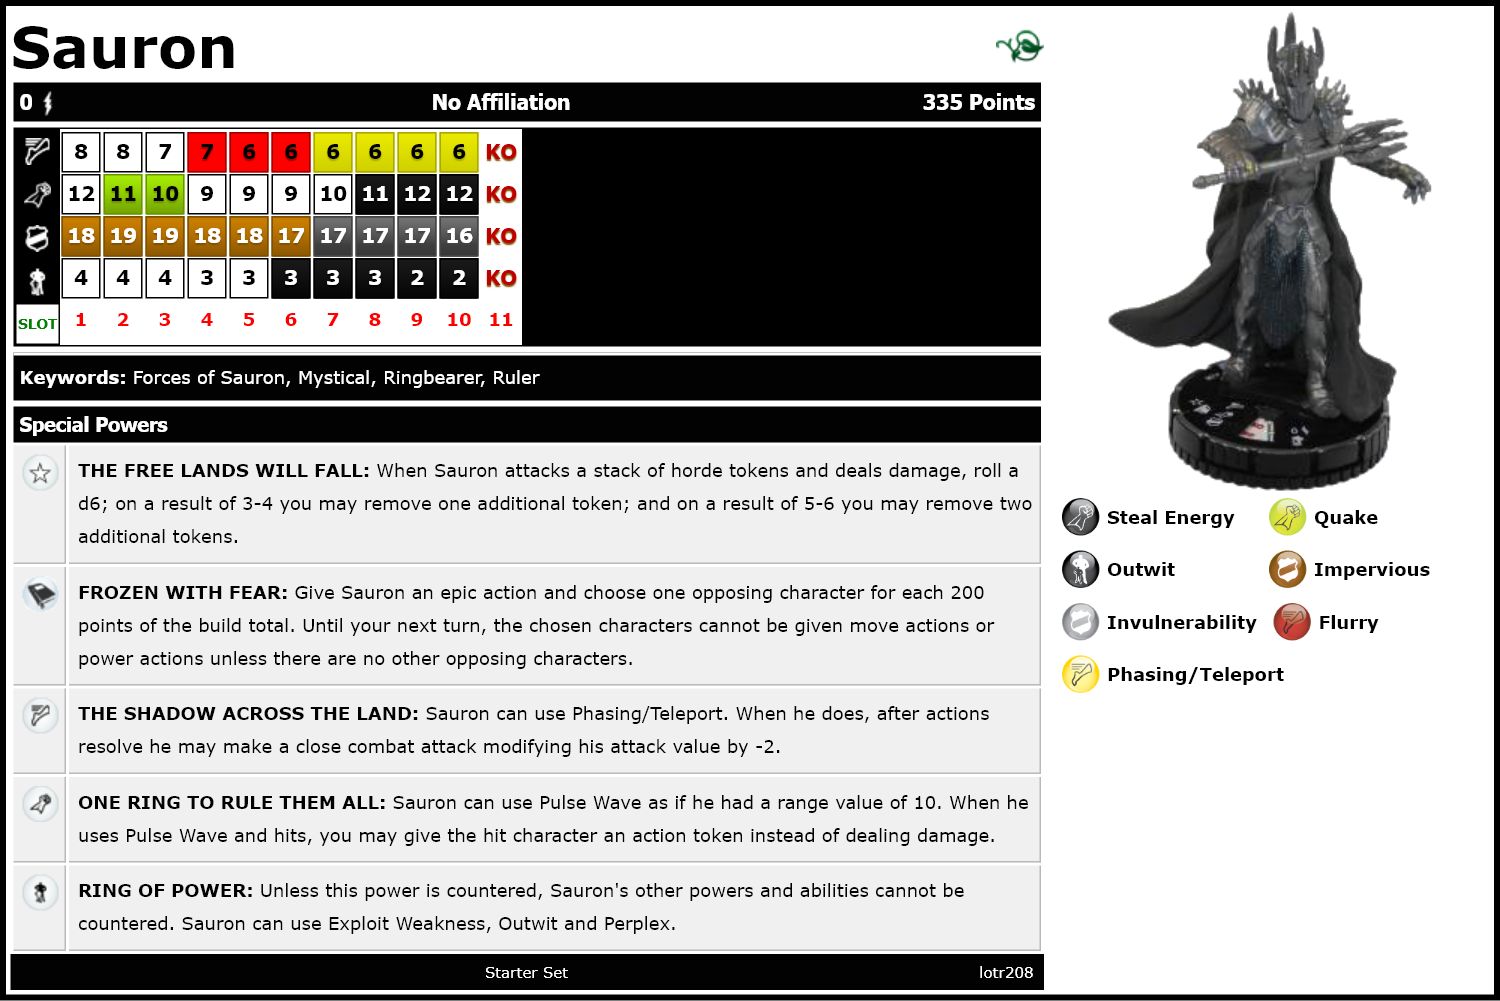 Sauron
0 No Affiliation 335 Points
8 8 7 7 6 6 6 6 6 6 KO
12 11 10 9 9 9 10 11 12 12 KO
18 19 19 18 18 17 17 17 17 16 KO
4 4 4 3 3 3 3 3 2 2 KO
SLOT 1 2 3 4 5 6 7 8 9 10 11
Keywords: Forces of Sauron, Mystical, Ringbearer, Ruler
Special Powers
THE FREE LANDS WILL FALL: When Sauron attacks a stack of horde tokens and deals damage, roll a
d6; on a result of 3-4 you may remove one additional token; and on a result of 5-6 you may remove two
additional tokens.
FROZEN WITH FEAR: Give Sauron an epic action and choose one opposing character for each 200
points of the build total. Until your next turn, the chosen characters cannot be given move actions or
power actions unless there are no other opposing characters.
THE SHADOW ACROSS THE LAND: Sauron can use Phasing/Teleport. When he does, after actions
resolve he may make a close combat attack modifying his attack value by -2.
ONE RING TO RULE THEM ALL: Sauron can use Pulse Wave as if he had a range value of 10. When he
uses Pulse Wave and hits, you may give the hit character an action token instead of dealing damage.
RING OF POWER: Unless this power is countered, Sauron's other powers and abilities cannot be
countered. Sauron can use Exploit Weakness, Outwit and Perplex.
Starter Set lotr208
Steal Energy Quake
Outwit Impervious
Invulnerability Flurry
Phasing/Teleport